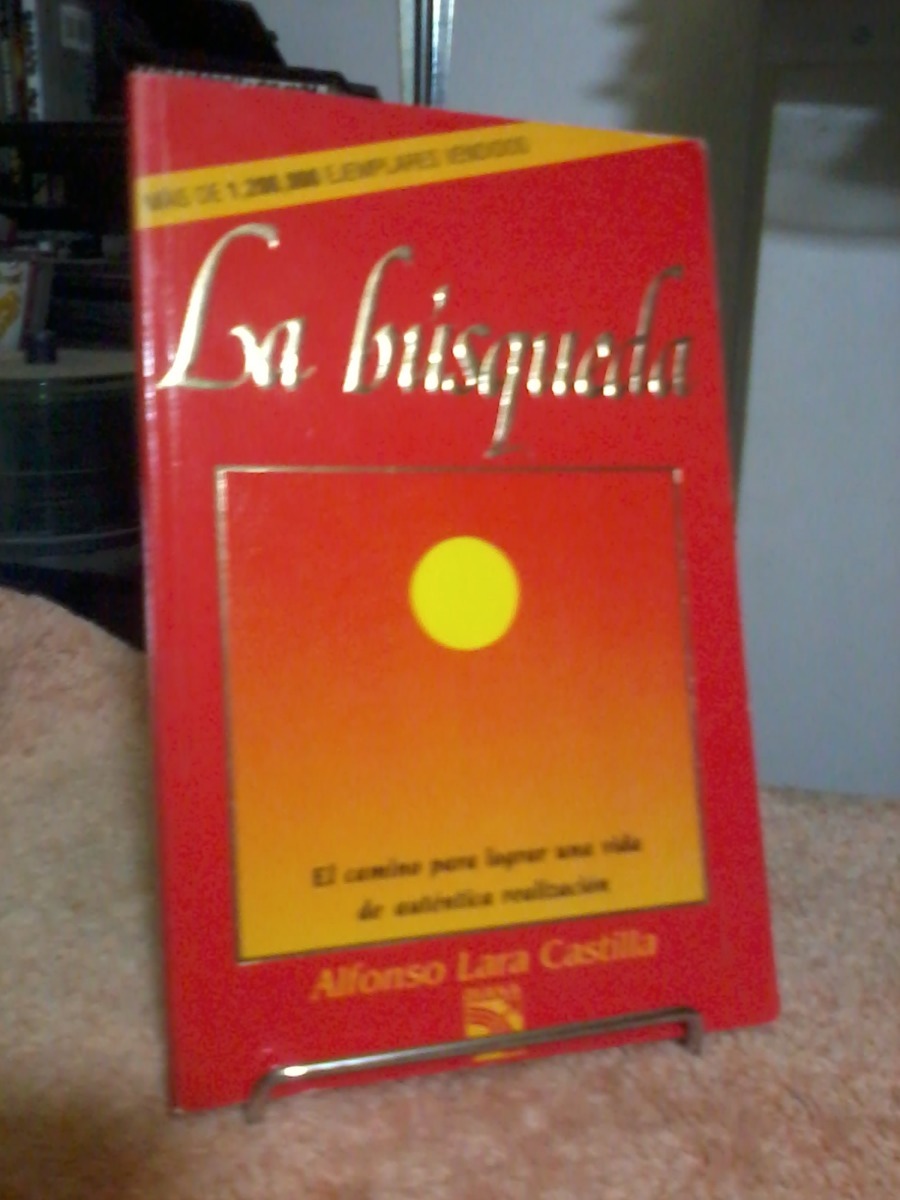 MÁS DE 1,200,000 EJEMPLARES VENDIDOS
La búsqueda
El camino para lograr una vida
de auténtica realización
Alfonso Lara Castilla
DIANA